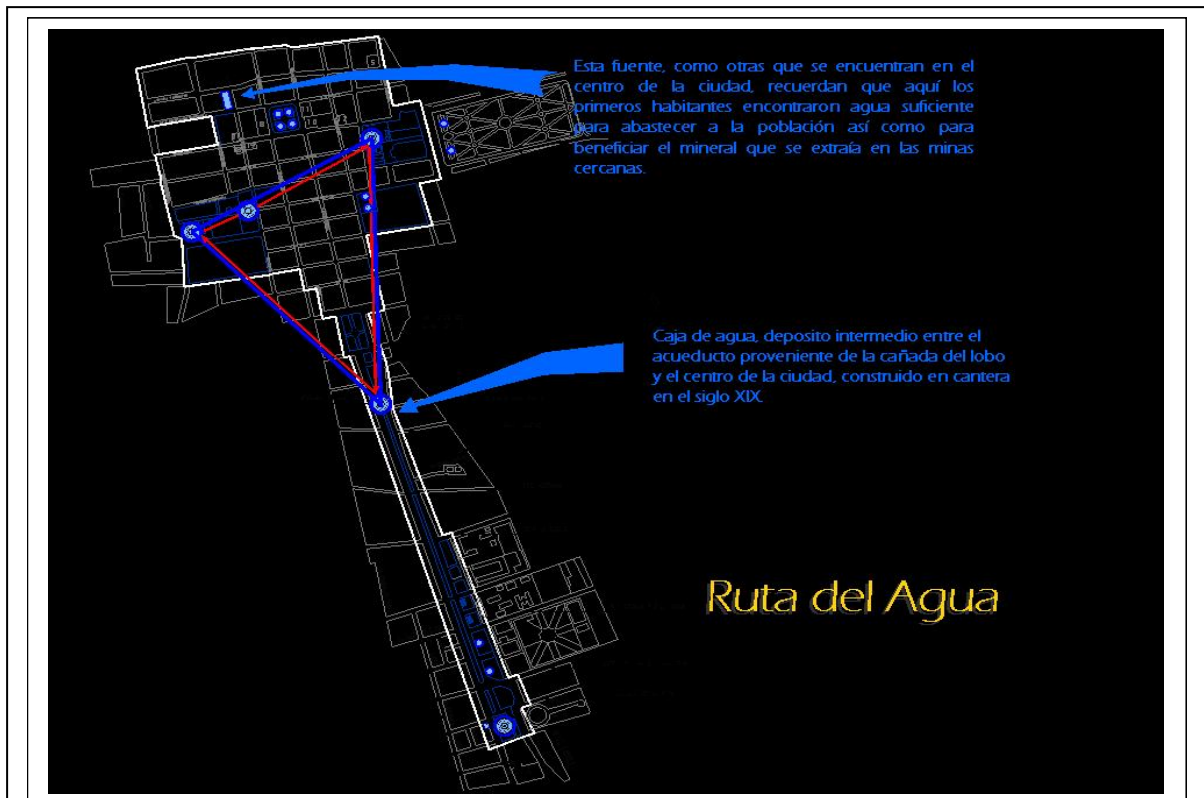 Esta fuente, como otras que se encuentran en el
centro de la ciudad, recuerdan que aquí los
primeros habitantes encontraron agua suficiente
para abastecer a la población así como para
beneficiar el mineral que se extraía en las minas
cercanas.
Caja de agua, deposito intermedio entre el
acueducto proveniente de la cañada del lobo
y el centro de la ciudad, construido en cantera
en el siglo XIX.
Ruta del Agua